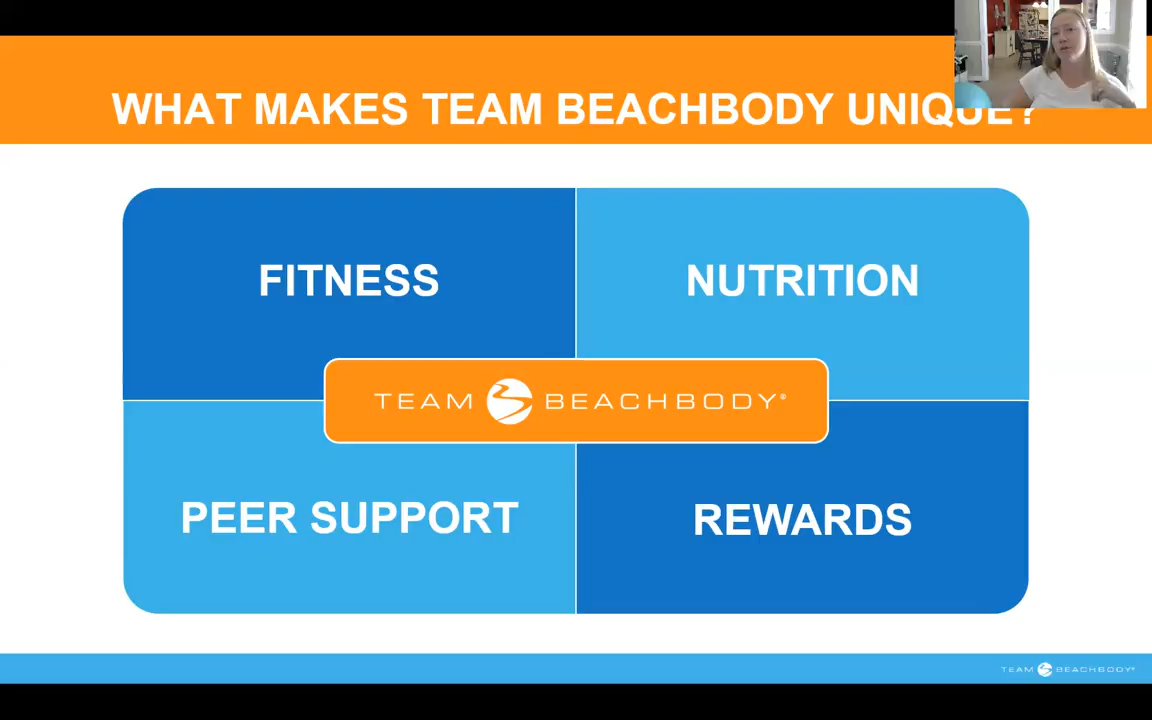 WHAT MAKES TEAM BEACHBODY UNIQUE?
FITNESS
NUTRITION
TEAM BEACHBODY®
PEER SUPPORT
REWARDS
TEAM BEACHBODY®